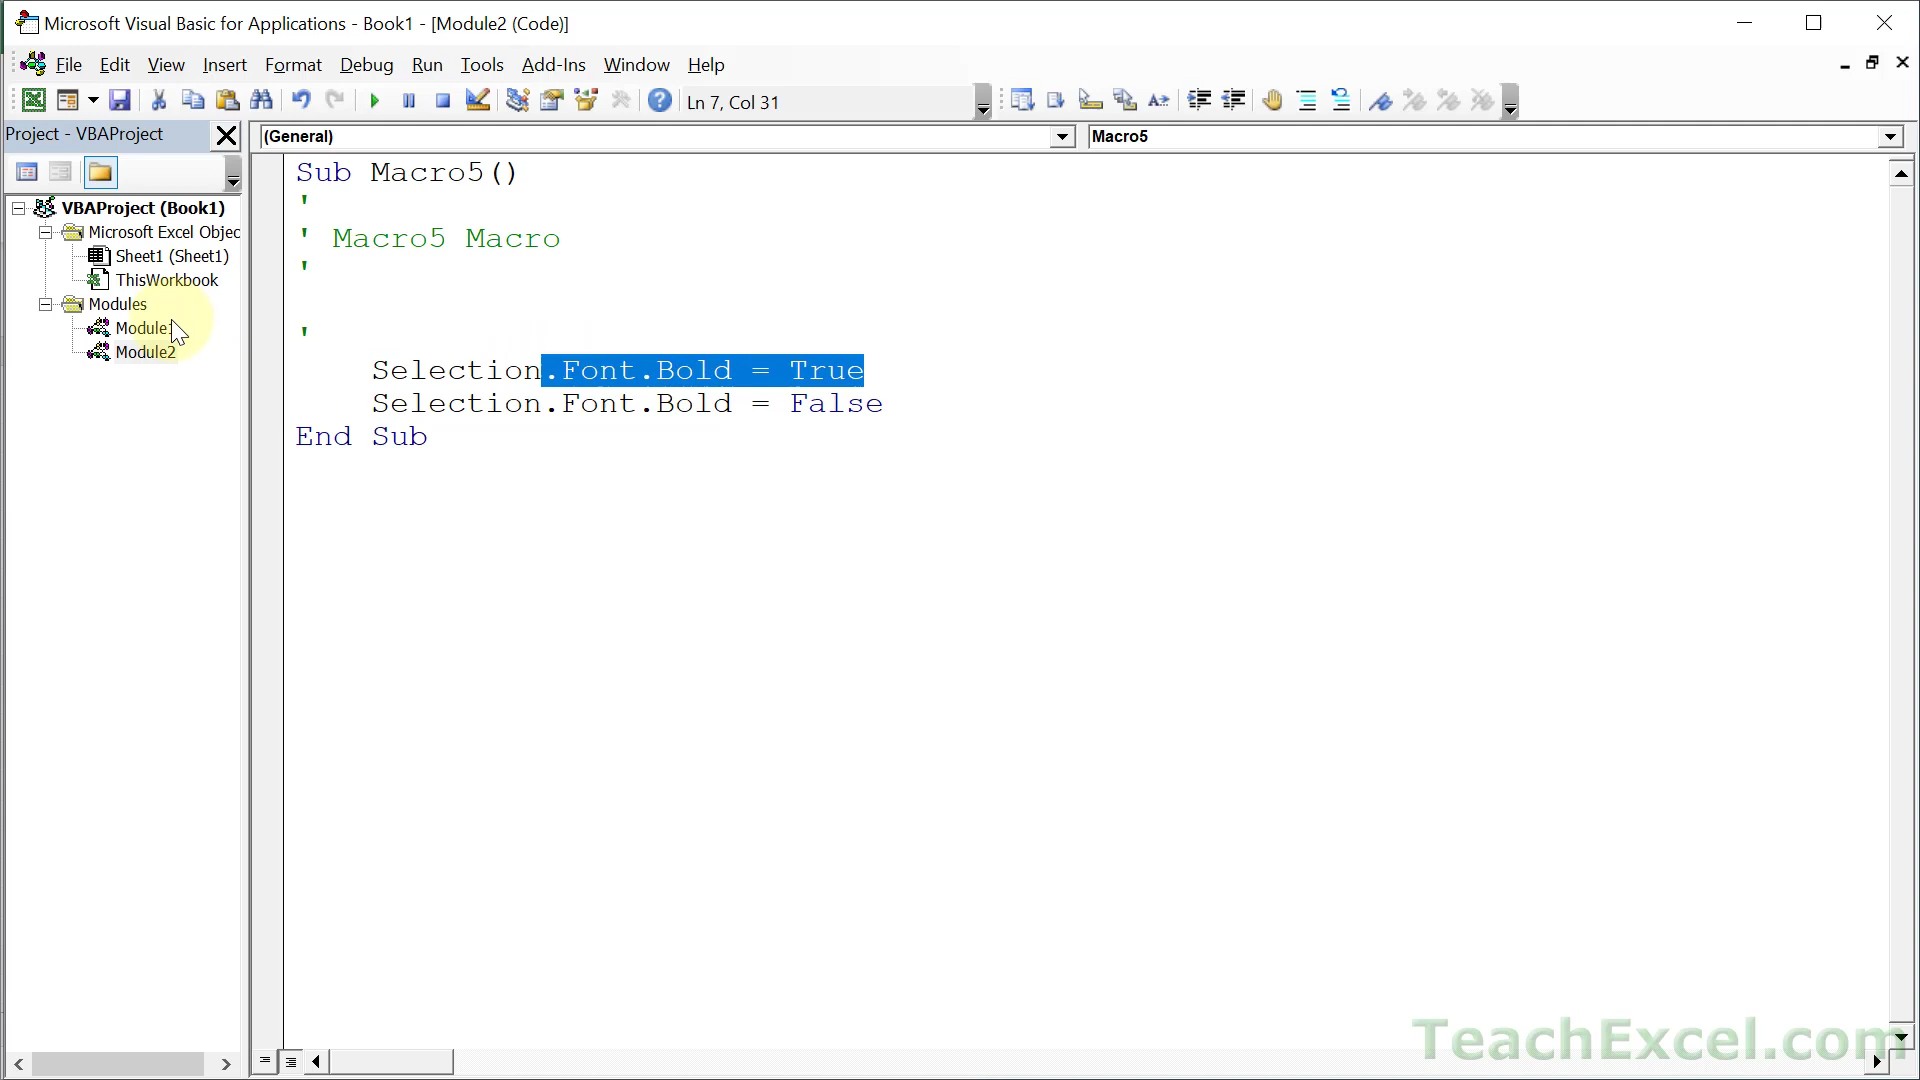 Microsoft Visual Basic for Applications - Book1 - [Module2 (Code)]
File Edit View Insert Format Debug Run Tools Add-Ins Window Help
Ln 7, Col 31
Project - VBAProject
(General)
Macro5
VBAProject (Book1)
Microsoft Excel Objec
Sheet1 (Sheet1)
ThisWorkbook
Modules
Module1
Module2
Sub Macro5()
'
' Macro5 Macro
'
'
Selection.Font.Bold = True
Selection.Font.Bold = False
End Sub
TeachExcel.com